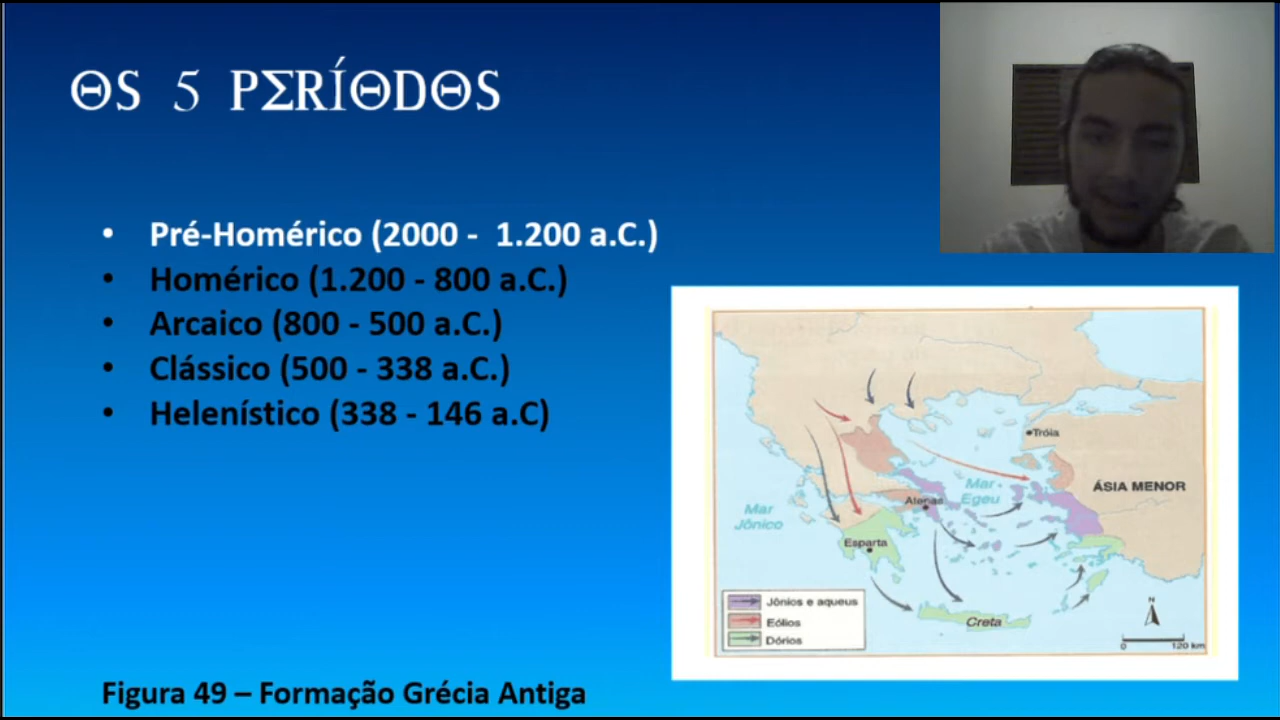 OS 5 PERÍODOS
• Pré-Homérico (2000 - 1.200 a.C.)
• Homérico (1.200 - 800 a.C.)
• Arcaico (800 - 500 a.C.)
• Clássico (500 - 338 a.C.)
• Helenístico (338 - 146 a.C)
Tróia
ÁSIA MENOR
Mar
Egeu
Atenas
Mar
Jônico
Esparta
Creta
Jônios e aqueus
Eólios
Dórios
N
0 120 km
Figura 49 – Formação Grécia Antiga